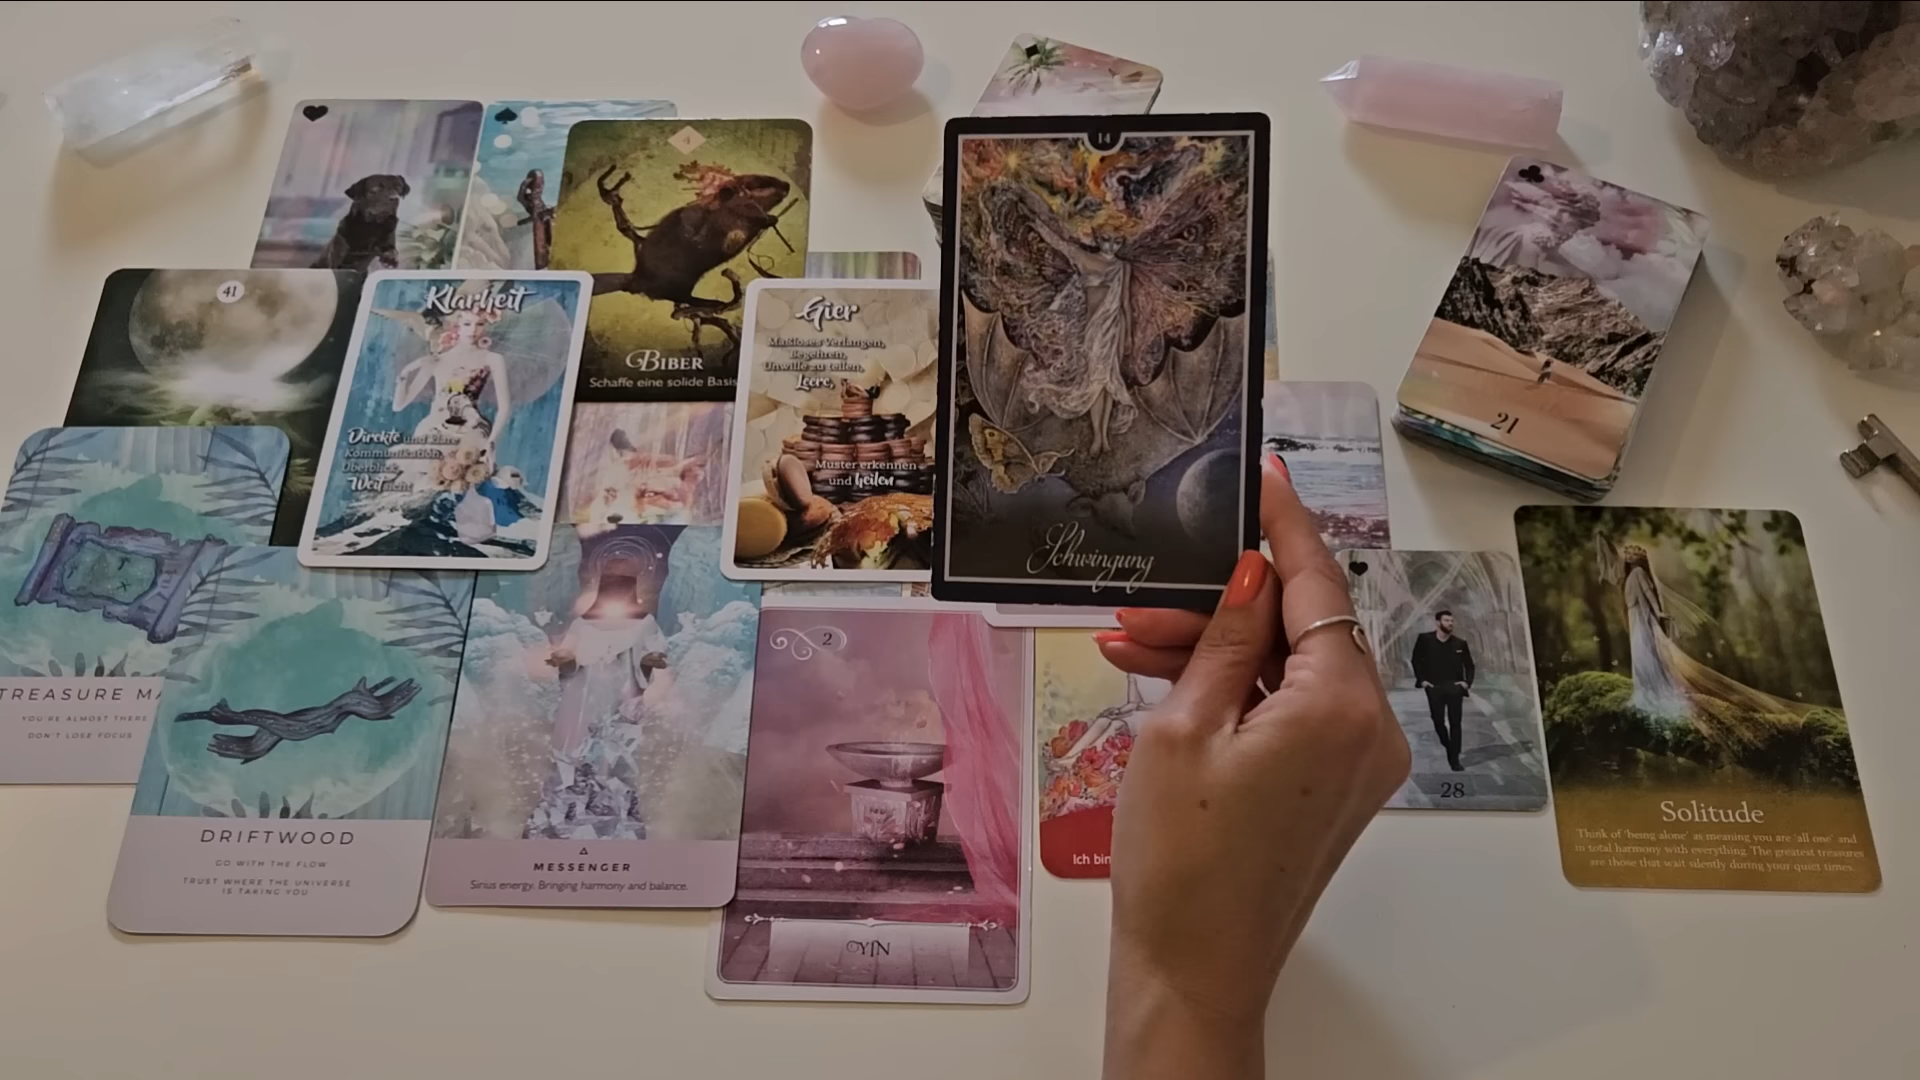 14
4
41
Klarheit
Direkte und klare
Kommunikation,
Überblick,
Weitsicht
BIBER
Schaffe eine solide Basis
Gier
Maßloses Verlangen,
Begehren,
Unwille zu teilen,
Leere,
Muster erkennen
und heilen
Schwingung
21
TREASURE MA
YOU'RE ALMOST THERE
DON'T LOSE FOCUS
DRIFTWOOD
GO WITH THE FLOW
TRUST WHERE THE UNIVERSE
IS TAKING YOU
MESSENGER
Sirius energy. Bringing harmony and balance.
2
YIN
Ich bin
28
Solitude
Think of 'being alone' as meaning you are 'all one' and
in total harmony with everything. The greatest treasures
are those that wait silently during your quiet times.